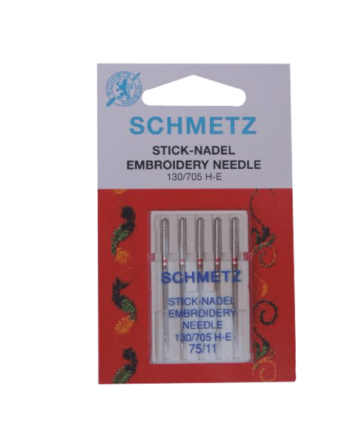 SCHMETZ
STICK-NADEL
EMBROIDERY NEEDLE
130/705 H-E
SCHMETZ
STICK-NADEL
EMBROIDERY
NEEDLE
130/705 H-E
75/11